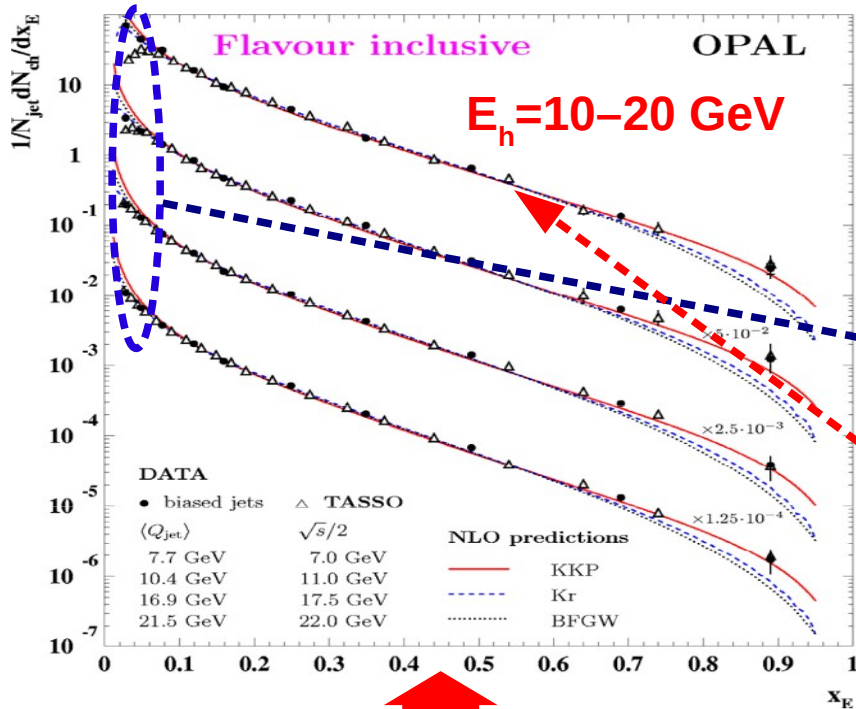 Flavour inclusive OPAL
E_h=10–20 GeV
1/N_jet dN_ch/dx_E
10
1
10 -1
10 -2
10 -3
10 -4
10 -5
10 -6
10 -7
×5·10^-2
×2.5·10^-3
×1.25·10^-4
DATA
● biased jets △ TASSO
⟨Q_jet⟩ √s/2
7.7 GeV 7.0 GeV
10.4 GeV 11.0 GeV
16.9 GeV 17.5 GeV
21.5 GeV 22.0 GeV
NLO predictions
KKP
Kr
BFGW
0 0.1 0.2 0.3 0.4 0.5 0.6 0.7 0.8 0.9 1
x_E